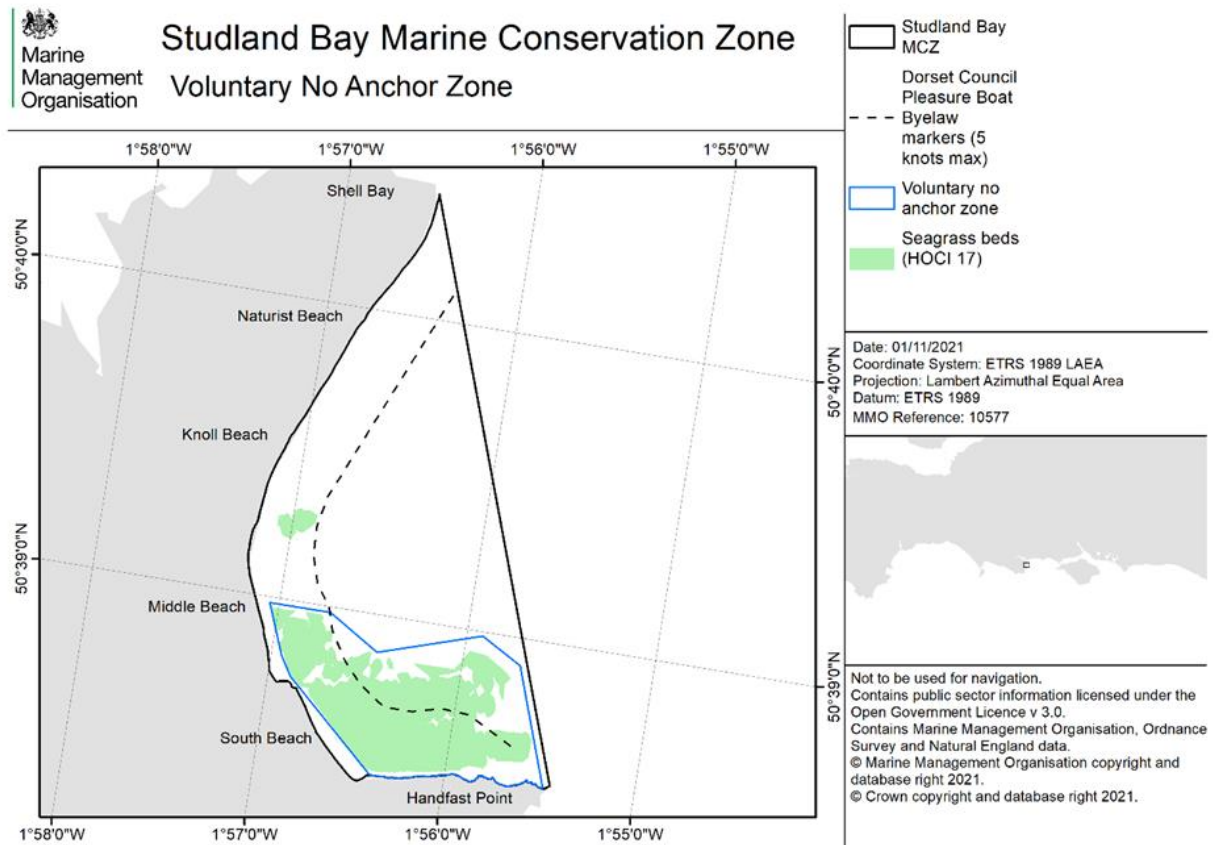 Marine
Management
Organisation
Studland Bay Marine Conservation Zone
Voluntary No Anchor Zone
1°58'0"W
1°57'0"W
1°56'0"W
1°55'0"W
50°40'0"N
50°39'0"N
Shell Bay
Naturist Beach
Knoll Beach
Middle Beach
South Beach
Handfast Point
50°40'0"N
50°39'0"N
1°58'0"W
1°57'0"W
1°56'0"W
1°55'0"W
Studland Bay
MCZ
Dorset Council
Pleasure Boat
Byelaw
markers (5
knots max)
Voluntary no
anchor zone
Seagrass beds
(HOCI 17)
Date: 01/11/2021
Coordinate System: ETRS 1989 LAEA
Projection: Lambert Azimuthal Equal Area
Datum: ETRS 1989
MMO Reference: 10577
Not to be used for navigation.
Contains public sector information licensed under the
Open Government Licence v 3.0.
Contains Marine Management Organisation, Ordnance
Survey and Natural England data.
© Marine Management Organisation copyright and
database right 2021.
© Crown copyright and database right 2021.